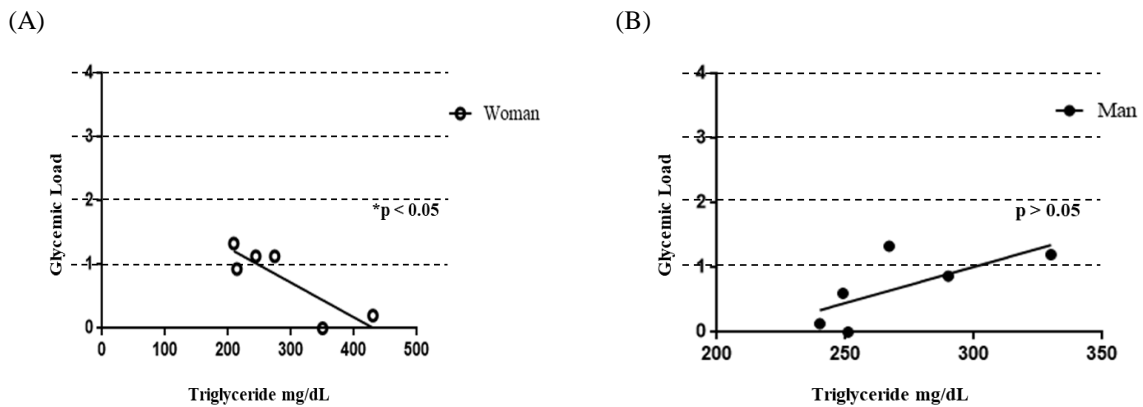 (A)
(B)
4
3
2
1
0
Glycemic Load
Woman
*p < 0.05
0 100 200 300 400 500
Triglyceride mg/dL
4
3
2
1
0
Glycemic Load
Man
p > 0.05
200 250 300 350
Triglyceride mg/dL